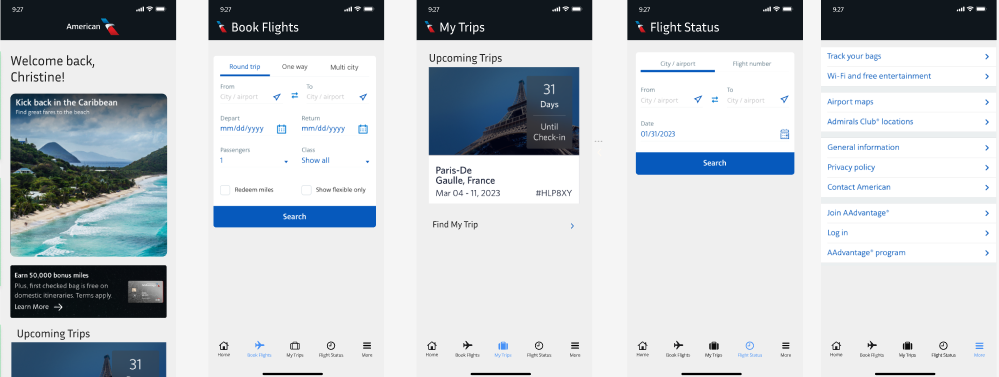 9:27
American
Welcome back,
Christine!
Kick back in the Caribbean
Find great fares to the beach
Earn 50,000 bonus miles
Plus, first checked bag is free on
domestic itineraries. Terms apply
Learn More
Upcoming Trips
31
9:27
Book Flights
Round trip
One way
Multi city
From
To
City / airport
City / airport
Depart
Return
mm/dd/yyyy
mm/dd/yyyy
Passengers
Class
1
Show all
Redeem miles
Show flexible only
Search
Home
Book Flights
My Trips
Flight Status
More
9:27
My Trips
Upcoming Trips
31
Days
Until
Check-in
Paris-De
Gaulle, France
Mar 04 - 11, 2023
#HLP8XY
Find My Trip
Home
Book Flights
My Trips
Flight Status
More
9:27
Flight Status
City / airport
Flight number
From
To
City / airport
City / airport
Date
01/31/2023
Search
Home
Book Flights
My Trips
Flight Status
More
9:27
Track your bags
Wi-Fi and free entertainment
Airport maps
Admirals Club® locations
General information
Privacy policy
Contact American
Join AAdvantage®
Log in
AAdvantage® program
Home
Book Flights
My Trips
Flight Status
More